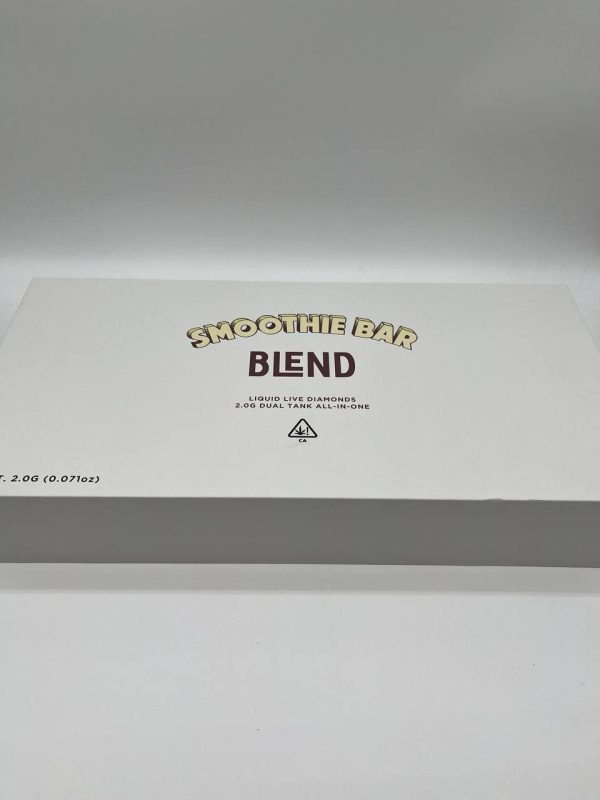 SMOOTHIE BAR
BLEND
LIQUID LIVE DIAMONDS
2.0G DUAL TANK ALL-IN-ONE
CA
2.0G (0.071oz)